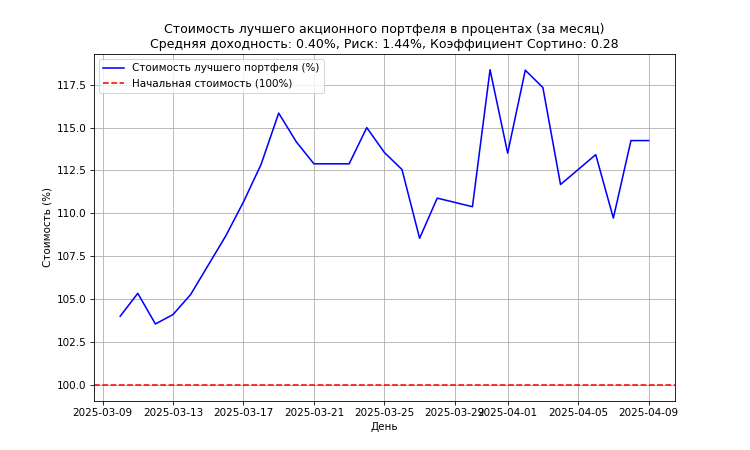 Стоимость лучшего акционного портфеля в процентах (за месяц)
Средняя доходность: 0.40%, Риск: 1.44%, Коэффициент Сортино: 0.28
Стоимость лучшего портфеля (%)
Начальная стоимость (100%)
Стоимость (%)
117.5
115.0
112.5
110.0
107.5
105.0
102.5
100.0
2025-03-09 2025-03-13 2025-03-17 2025-03-21 2025-03-25 2025-03-29 2025-04-01 2025-04-05 2025-04-09
День